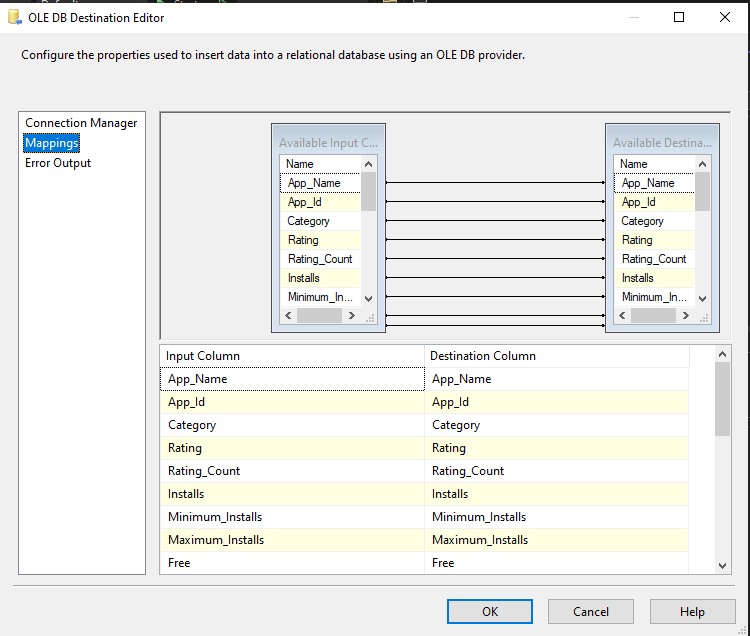 OLE DB Destination Editor
Configure the properties used to insert data into a relational database using an OLE DB provider.
Connection Manager
Mappings
Error Output
Available Input C...
Name
App_Name
App_Id
Category
Rating
Rating_Count
Installs
Minimum_In...
Available Destina...
Name
App_Name
App_Id
Category
Rating
Rating_Count
Installs
Minimum_In...
Input Column Destination Column
App_Name App_Name
App_Id App_Id
Category Category
Rating Rating
Rating_Count Rating_Count
Installs Installs
Minimum_Installs Minimum_Installs
Maximum_Installs Maximum_Installs
Free Free
OK Cancel Help